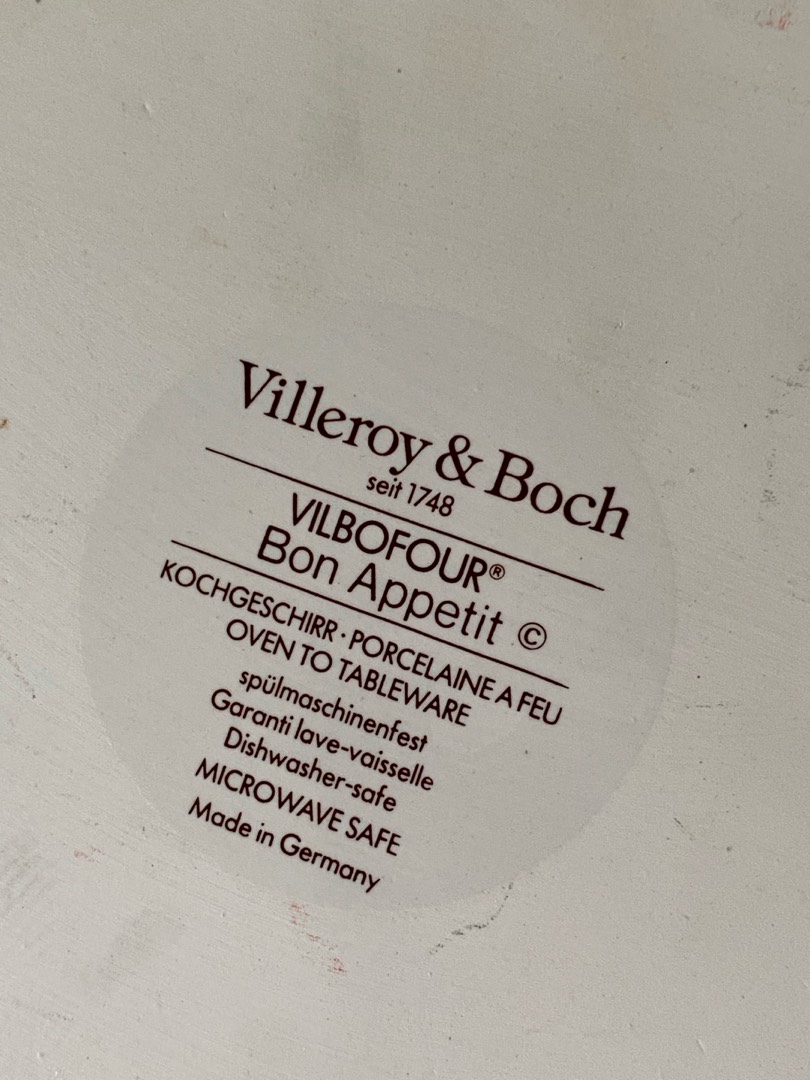 Villeroy & Boch
seit 1748
VILBOFOUR®
Bon Appetit ©
KOCHGESCHIRR · PORCELAINE A FEU
OVEN TO TABLEWARE
spülmaschinenfest
Garanti lave-vaisselle
Dishwasher-safe
MICROWAVE SAFE
Made in Germany